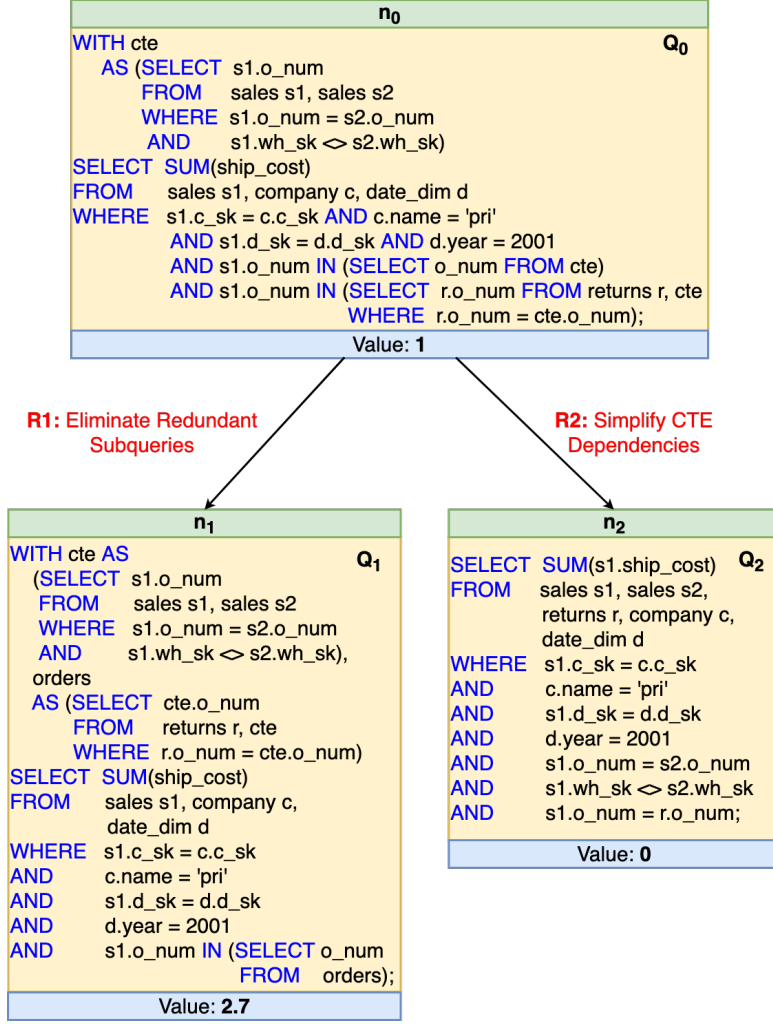 n0
Q0
WITH cte
AS (SELECT s1.o_num
FROM sales s1, sales s2
WHERE s1.o_num = s2.o_num
AND s1.wh_sk <> s2.wh_sk)
SELECT SUM(ship_cost)
FROM sales s1, company c, date_dim d
WHERE s1.c_sk = c.c_sk AND c.name = 'pri'
AND s1.d_sk = d.d_sk AND d.year = 2001
AND s1.o_num IN (SELECT o_num FROM cte)
AND s1.o_num IN (SELECT r.o_num FROM returns r, cte
WHERE r.o_num = cte.o_num);
Value: 1
R1: Eliminate Redundant
Subqueries
R2: Simplify CTE
Dependencies
n1
Q1
WITH cte AS
(SELECT s1.o_num
FROM sales s1, sales s2
WHERE s1.o_num = s2.o_num
AND s1.wh_sk <> s2.wh_sk),
orders
AS (SELECT cte.o_num
FROM returns r, cte
WHERE r.o_num = cte.o_num)
SELECT SUM(ship_cost)
FROM sales s1, company c,
date_dim d
WHERE s1.c_sk = c.c_sk
AND c.name = 'pri'
AND s1.d_sk = d.d_sk
AND d.year = 2001
AND s1.o_num IN (SELECT o_num
FROM orders);
Value: 2.7
n2
SELECT SUM(s1.ship_cost) Q2
FROM sales s1, sales s2,
returns r, company c,
date_dim d
WHERE s1.c_sk = c.c_sk
AND c.name = 'pri'
AND s1.d_sk = d.d_sk
AND d.year = 2001
AND s1.o_num = s2.o_num
AND s1.wh_sk <> s2.wh_sk
AND s1.o_num = r.o_num;
Value: 0